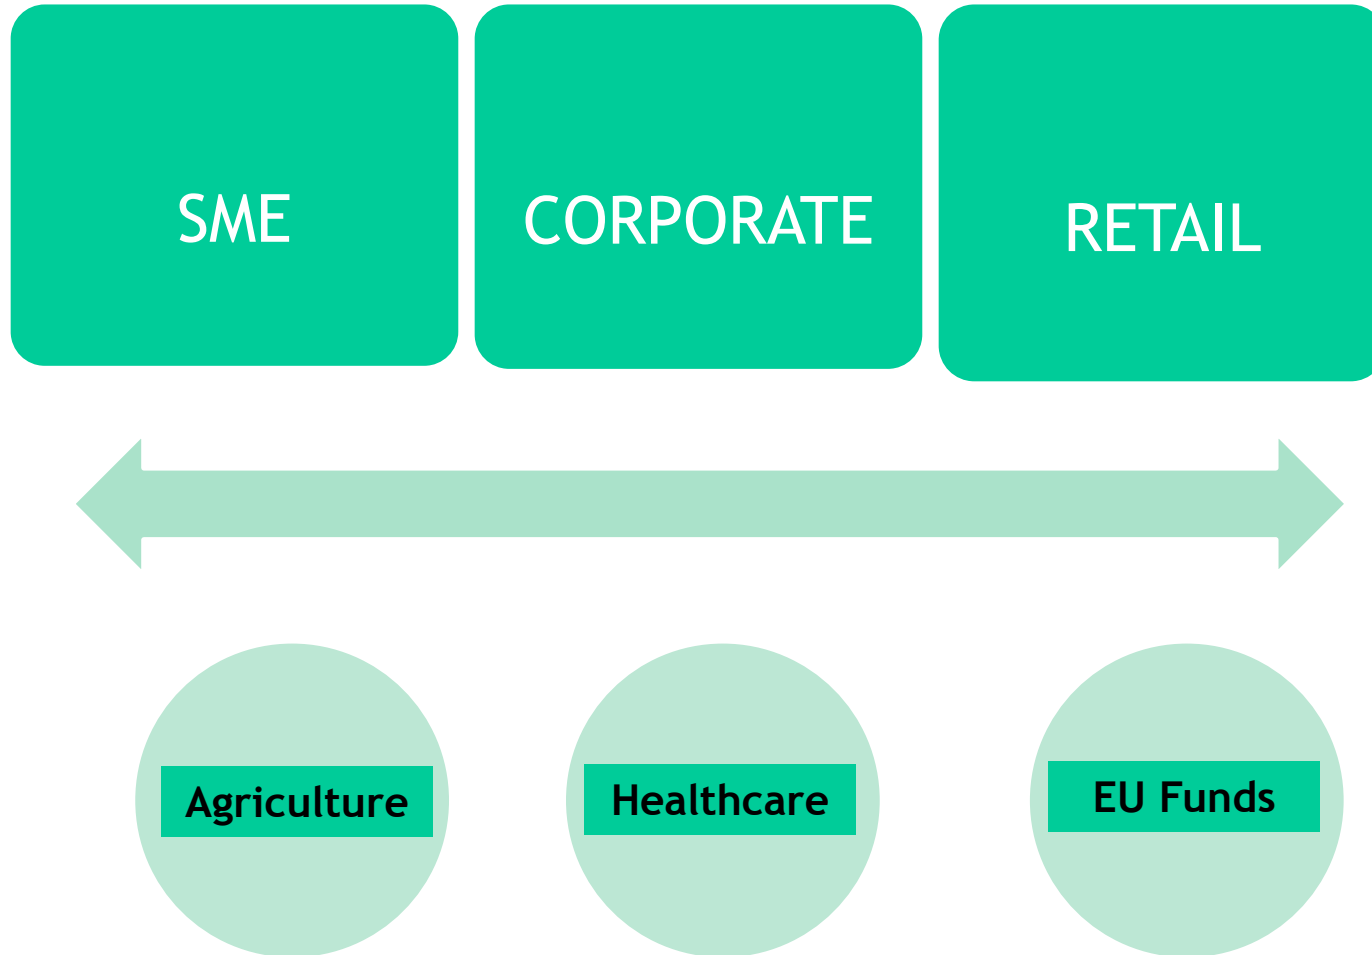 SME
CORPORATE
RETAIL
Agriculture
Healthcare
EU Funds